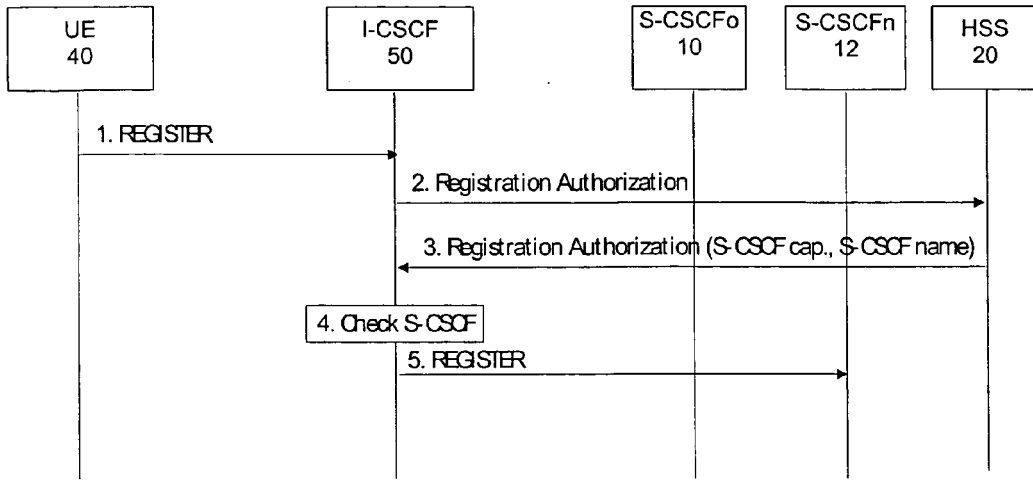 UE
40
I-CSCF
50
S-CSCFo
10
S-CSCFn
12
HSS
20
1. REGISTER
2. Registration Authorization
3. Registration Authorization (S-CSCF cap., S-CSCF name)
4. Check S-CSCF
5. REGISTER